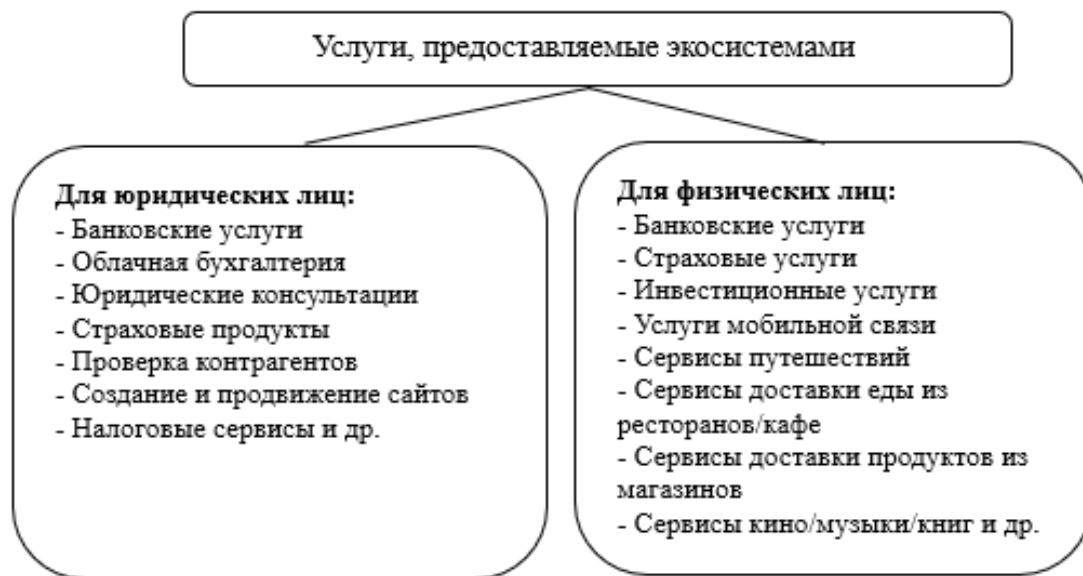 Услуги, предоставляемые экосистемами
Для юридических лиц:
- Банковские услуги
- Облачная бухгалтерия
- Юридические консультации
- Страховые продукты
- Проверка контрагентов
- Создание и продвижение сайтов
- Налоговые сервисы и др.
Для физических лиц:
- Банковские услуги
- Страховые услуги
- Инвестиционные услуги
- Услуги мобильной связи
- Сервисы путешествий
- Сервисы доставки еды из
ресторанов/кафе
- Сервисы доставки продуктов из
магазинов
- Сервисы кино/музыки/книг и др.